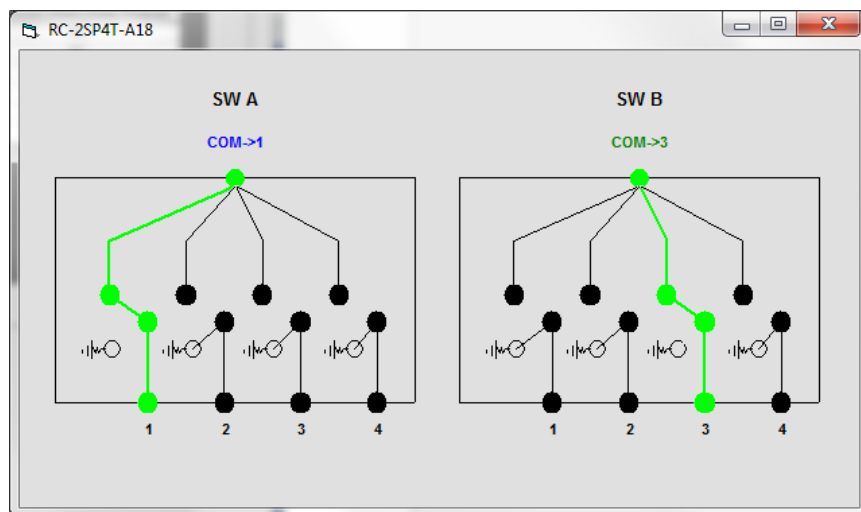 RC-2SP4T-A18
SW A
SW B
COM->1
COM->3
1 2 3 4
1 2 3 4